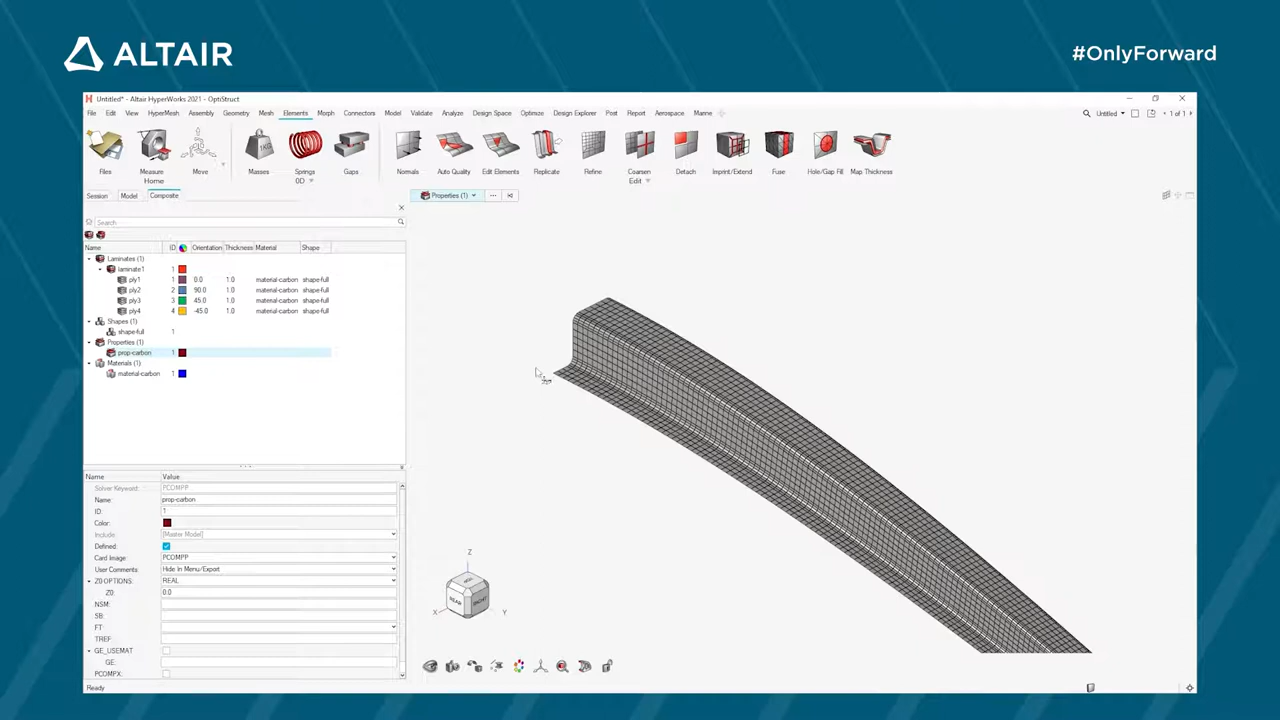 ALTAIR
#OnlyForward
Untitled* - Altair HyperWorks 2021 - OptiStruct
File Edit View HyperMesh Assembly Geometry Mesh Elements Morph Connectors Model Validate Analyze Design Space Optimize Design Explorer Post Report Aerospace Marine
Untitled 1 of 1
Files Measure Move Masses Springs Gaps Normals Auto Quality Edit Elements Replicate Refine Coarsen Detach Imprint/Extend Fuse Hole/Gap Fill Map Thickness
Home 0D Edit
Session Model Composite
Properties (1)
Search
Name ID Orientation Thickness Material Shape
Laminates (1)
laminate1 1
ply1 1 0.0 1.0 material-carbon shape-full
ply2 2 90.0 1.0 material-carbon shape-full
ply3 3 45.0 1.0 material-carbon shape-full
ply4 4 -45.0 1.0 material-carbon shape-full
Shapes (1)
shape-full 1
Properties (1)
prop-carbon 1
Materials (1)
material-carbon 1
Name Value
Solver Keyword: PCOMPP
Name: prop-carbon
ID: 1
Color:
Include: [Master Model]
Defined:
Card Image: PCOMPP
User Comments: Hide In Menu/Export
Z0 OPTIONS: REAL
Z0: 0.0
NSM:
SB:
FT:
TREF:
GE_USEMAT
GE:
PCOMPX:
Z
X
Y
REAR
FRONT
Ready